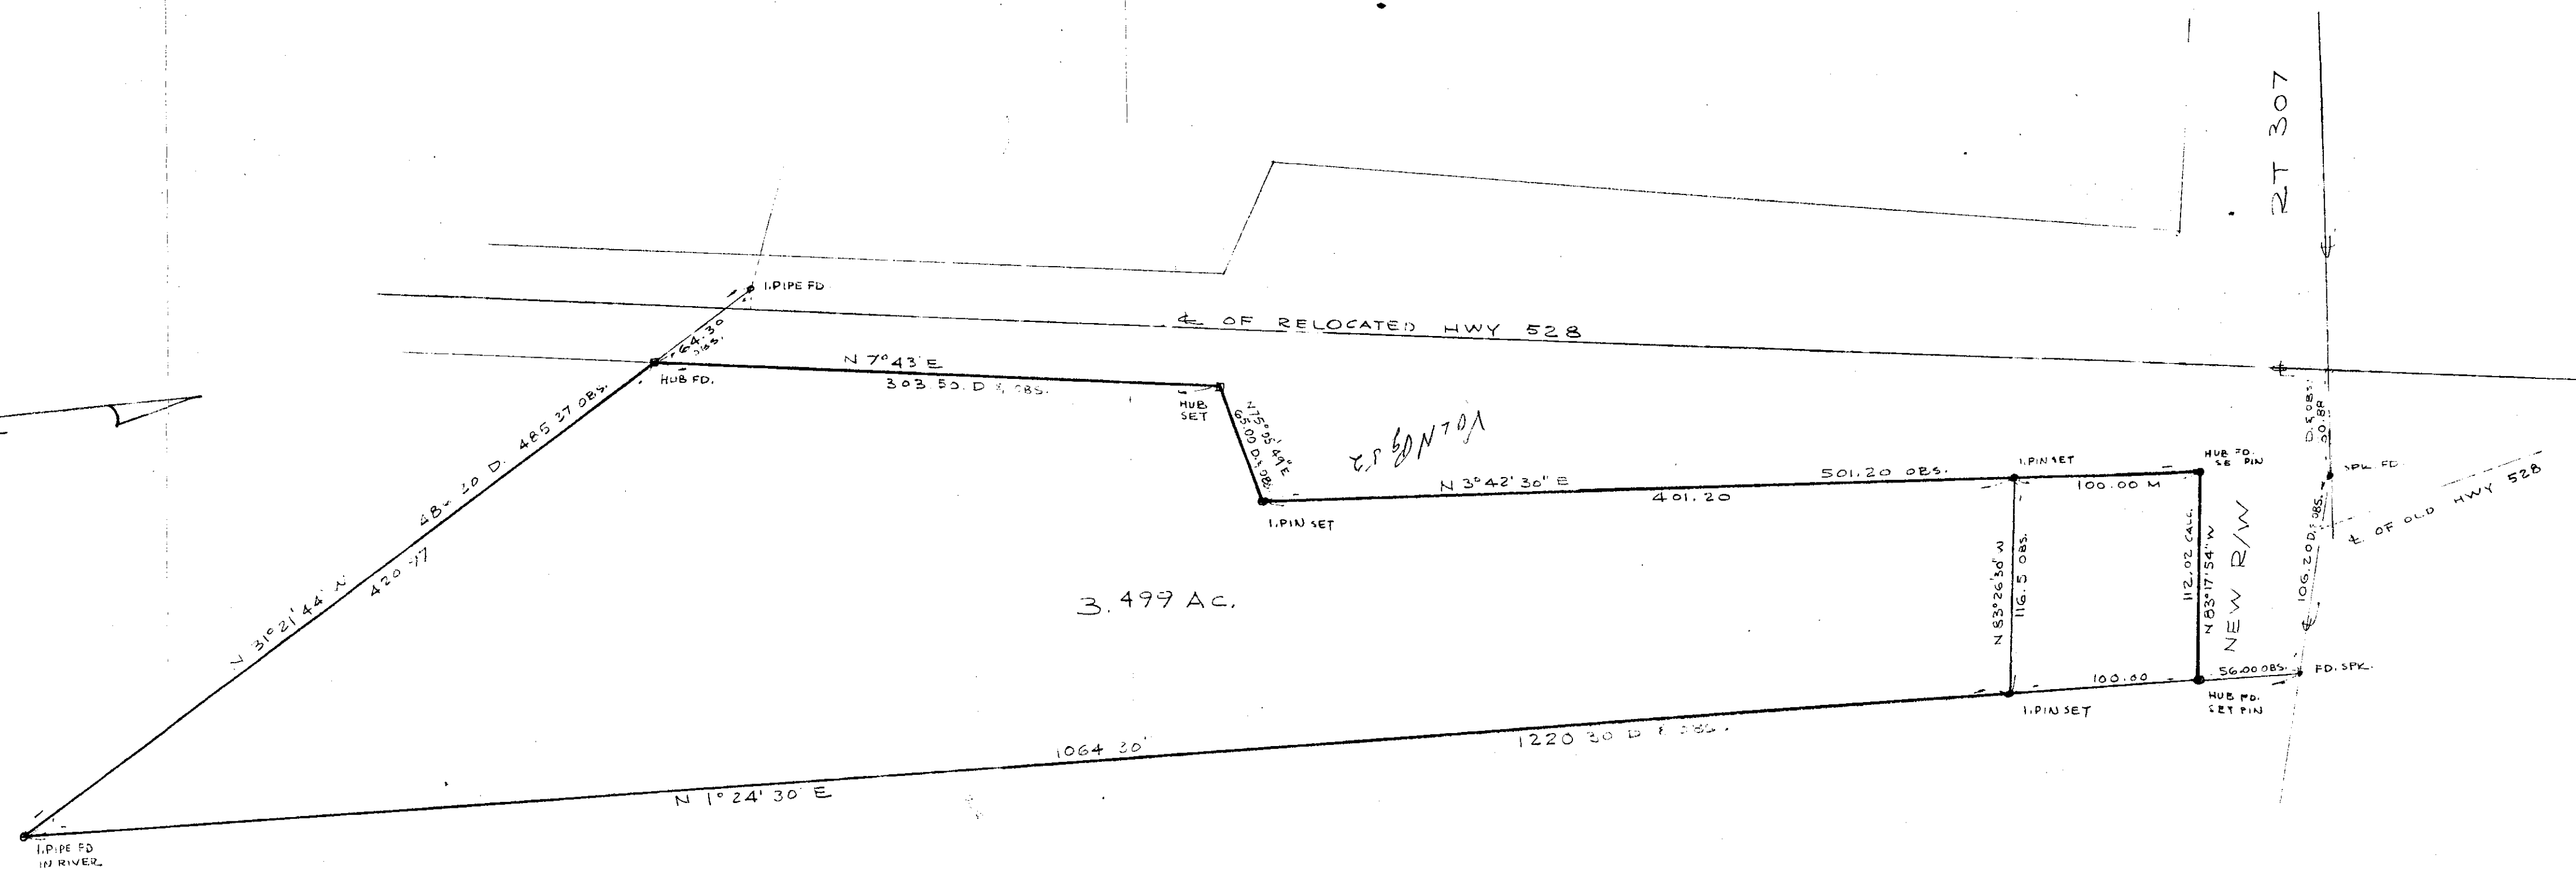 RT 307
I.PIPE FD
64.30
OBS.
℄ OF RELOCATED HWY 528
N 7° 43' E
303.50. D & OBS.
HUB FD.
HUB
SET
N 75° 05' 49" E
65.00 D.& OBS.
485.37 OBS.
D.
420.77
N 31° 21' 44" W
N 3° 42' 30" E
501.20 OBS.
401.20
I.PIN SET
I.PIN SET
100.00 M
HUB FD.
SE PIN
D.& OBS.
SPK. FD.
HWY 528
℄ OF OLD
106.20 D.& OBS.
N 83° 26' 30" W
116.5 OBS.
112.02 CALC.
N 83° 17' 54" W
NEW R/W
3.499 AC.
56.00 OBS.
FD. SPK.
100.00
HUB FD.
SET PIN
I.PIN SET
1064.30'
1220.30 D & OBS.
N 1° 24' 30" E
I.PIPE FD
IN RIVER